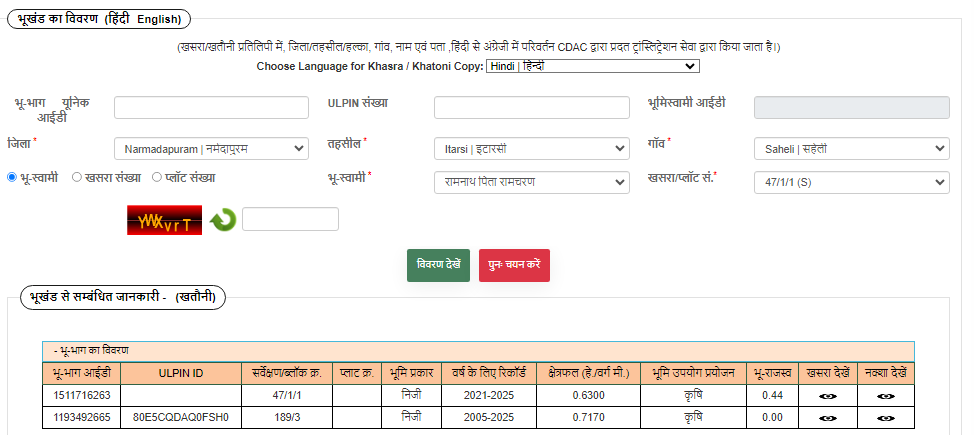 भूखंड का विवरण (हिंदी English)
(खसरा/खतौनी प्रतिलिपी में, जिला/तहसील/हल्का, गांव, नाम एवं पता ,हिंदी से अंग्रेजी में परिवर्तन CDAC द्वारा प्रदत ट्रांस्लिट्रेशन सेवा द्वारा किया जाता है।)
Choose Language for Khasra / Khatoni Copy: Hindi | हिन्दी
भू-भाग यूनिक आईडी ULPIN संख्या भूमिस्वामी आईडी
जिला * Narmadapuram | नर्मदापुरम तहसील * Itarsi | इटारसी गाँव * Saheli | सहेली
भू-स्वामी खसरा संख्या प्लॉट संख्या भू-स्वामी * रामनाथ पिता रामचरण खसरा/प्लॉट सं.* 47/1/1 (S)
YWXvrT
विवरण देखें पुनः चयन करें
भूखंड से सम्बंधित जानकारी - (खतौनी)
- भू-भाग का विवरण
भू-भाग आईडी ULPIN ID सर्वेक्षण/ब्लॉक क्र. प्लाट क्र. भूमि प्रकार वर्ष के लिए रिकॉर्ड क्षेत्रफल (हे./वर्ग मी.) भूमि उपयोग प्रयोजन भू-राजस्व खसरा देखें नक्शा देखें
1511716263 47/1/1 निजी 2021-2025 0.6300 कृषि 0.44
1193492665 80E5CQDAQ0FSH0 189/3 निजी 2005-2025 0.7170 कृषि 0.00